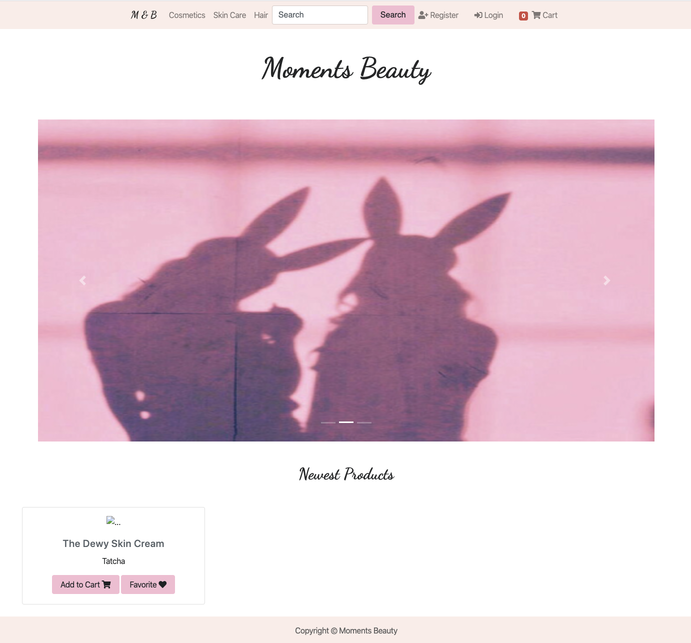 M & B Cosmetics Skin Care Hair Search Search Register Login 0 Cart
Moments Beauty
Newest Products
...
The Dewy Skin Cream
Tatcha
Add to Cart Favorite
Copyright © Moments Beauty